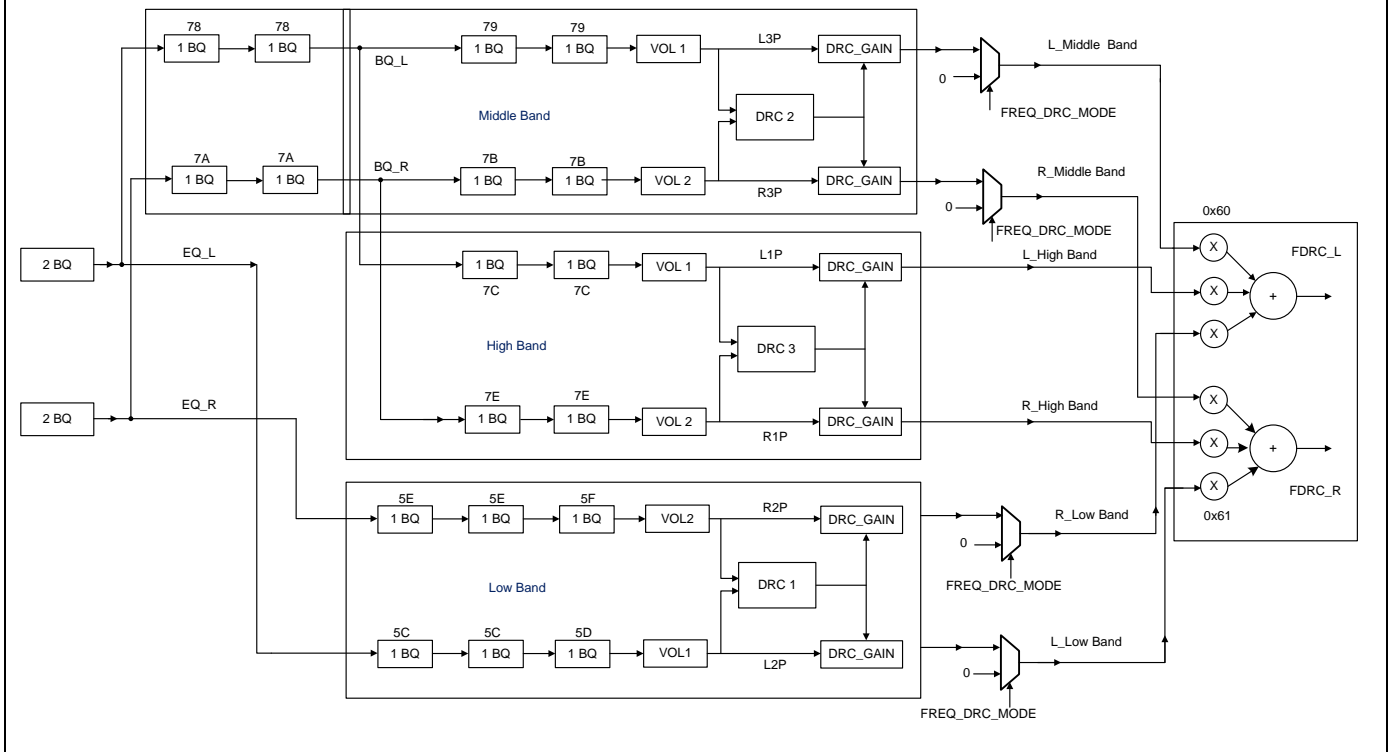 78 78 79 79
1 BQ 1 BQ 1 BQ 1 BQ VOL 1 L3P DRC_GAIN L_Middle Band
BQ_L
0
Middle Band DRC 2 FREQ_DRC_MODE
7A 7A BQ_R 7B 7B
1 BQ 1 BQ 1 BQ 1 BQ VOL 2 R3P DRC_GAIN R_Middle Band
0
0x60
FREQ_DRC_MODE
2 BQ EQ_L 1 BQ 1 BQ VOL 1 L1P DRC_GAIN L_High Band X FDRC_L
7C 7C
X +
High Band DRC 3 X
7E 7E
2 BQ EQ_R 1 BQ 1 BQ VOL 2 R1P DRC_GAIN R_High Band X
X +
X FDRC_R
5E 5E 5F
1 BQ 1 BQ 1 BQ VOL2 R2P DRC_GAIN R_Low Band 0x61
0
Low Band DRC 1 FREQ_DRC_MODE
5C 5C 5D
1 BQ 1 BQ 1 BQ VOL1 L2P DRC_GAIN L_Low Band
0
FREQ_DRC_MODE